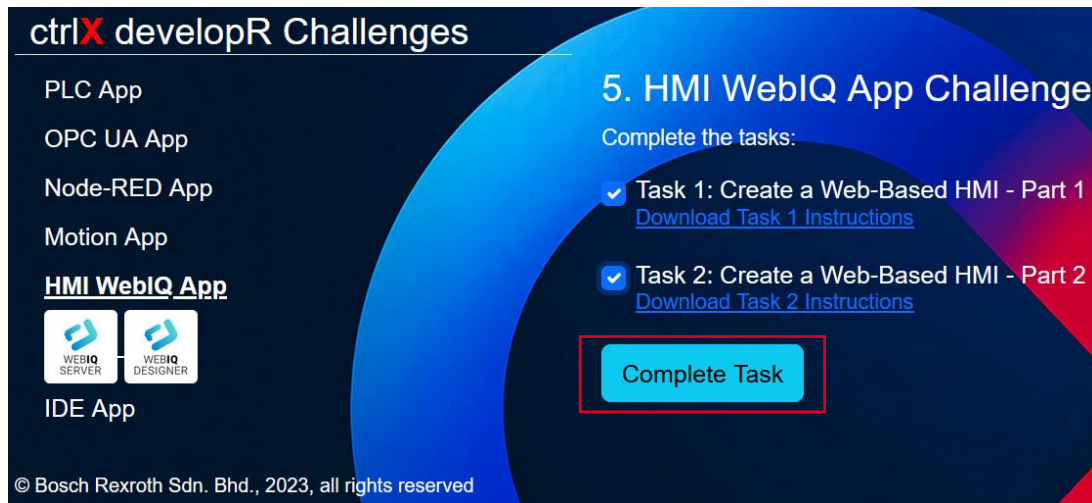 ctrlX developR Challenges
PLC App
OPC UA App
Node-RED App
Motion App
HMI WebIQ App
WEBIQ
SERVER
WEBIQ
DESIGNER
IDE App
© Bosch Rexroth Sdn. Bhd., 2023, all rights reserved
5. HMI WebIQ App Challenge
Complete the tasks:
Task 1: Create a Web-Based HMI - Part 1
Download Task 1 Instructions
Task 2: Create a Web-Based HMI - Part 2
Download Task 2 Instructions
Complete Task